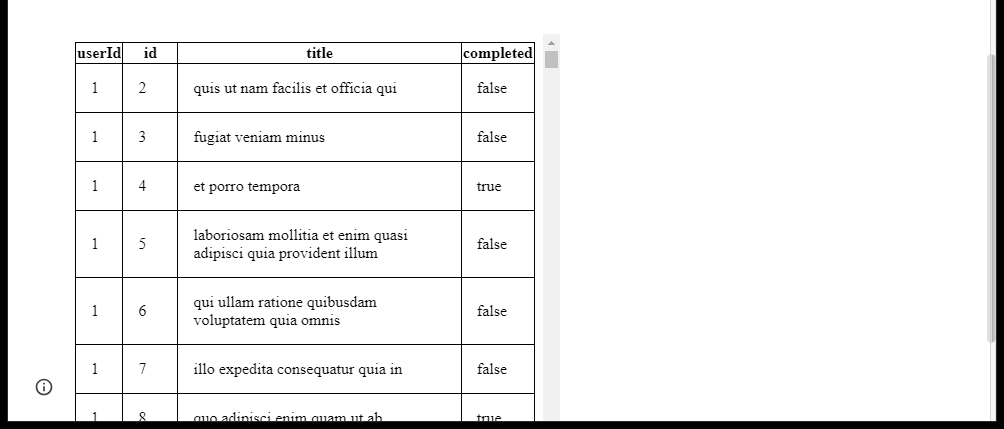 userId id title completed
1 2 quis ut nam facilis et officia qui false
1 3 fugiat veniam minus false
1 4 et porro tempora true
1 5 laboriosam mollitia et enim quasi adipisci quia provident illum false
1 6 qui ullam ratione quibusdam voluptatem quia omnis false
1 7 illo expedita consequatur quia in false
1 8 quo adipisci enim quam ut ab true